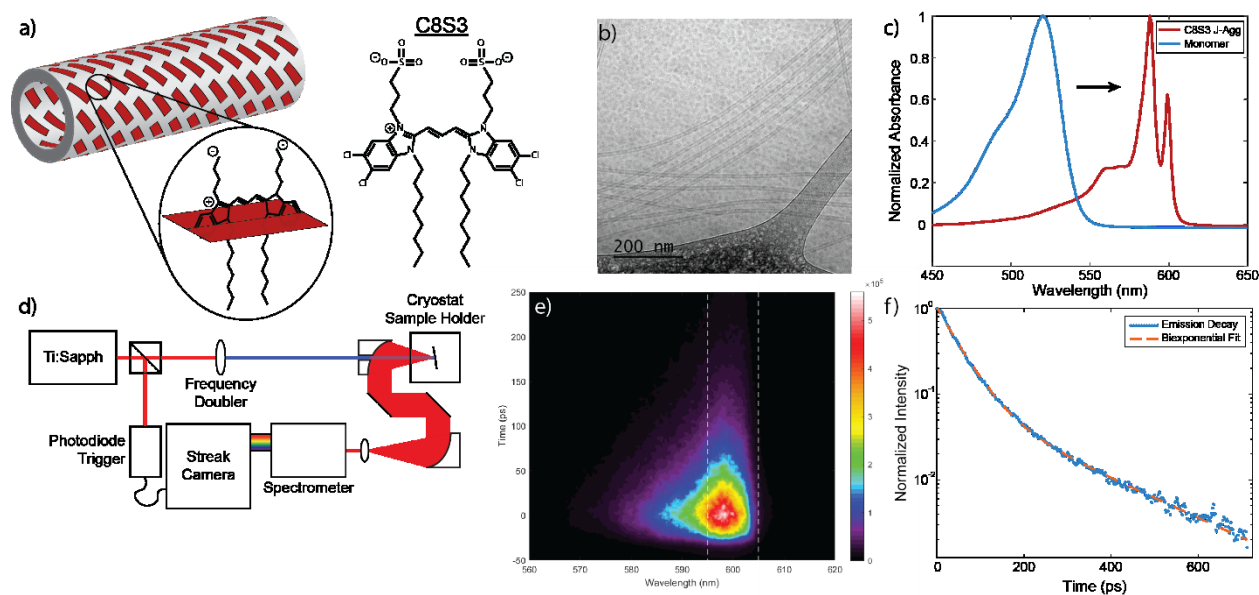 a)
C8S3
O
O
S
O⁻
O
O
S
O⁻
N
N
N
N
⊕
Cl
Cl
Cl
Cl
⊖
⊖
⊕
b)
200 nm
c)
C8S3 J-Agg
Monomer
Normalized Absorbance
1
0.8
0.6
0.4
0.2
0
450
500
550
600
650
Wavelength (nm)
d)
Ti:Sapph
Frequency
Doubler
Cryostat
Sample Holder
Photodiode
Trigger
Streak
Camera
Spectrometer
e)
Time (ps)
250
200
150
100
50
0
-50
560
570
580
590
600
610
620
Wavelength (nm)
× 10⁵
5
4
3
2
1
0
f)
Emission Decay
Biexponential Fit
Normalized Intensity
10⁰
10⁻¹
10⁻²
0
200
400
600
Time (ps)